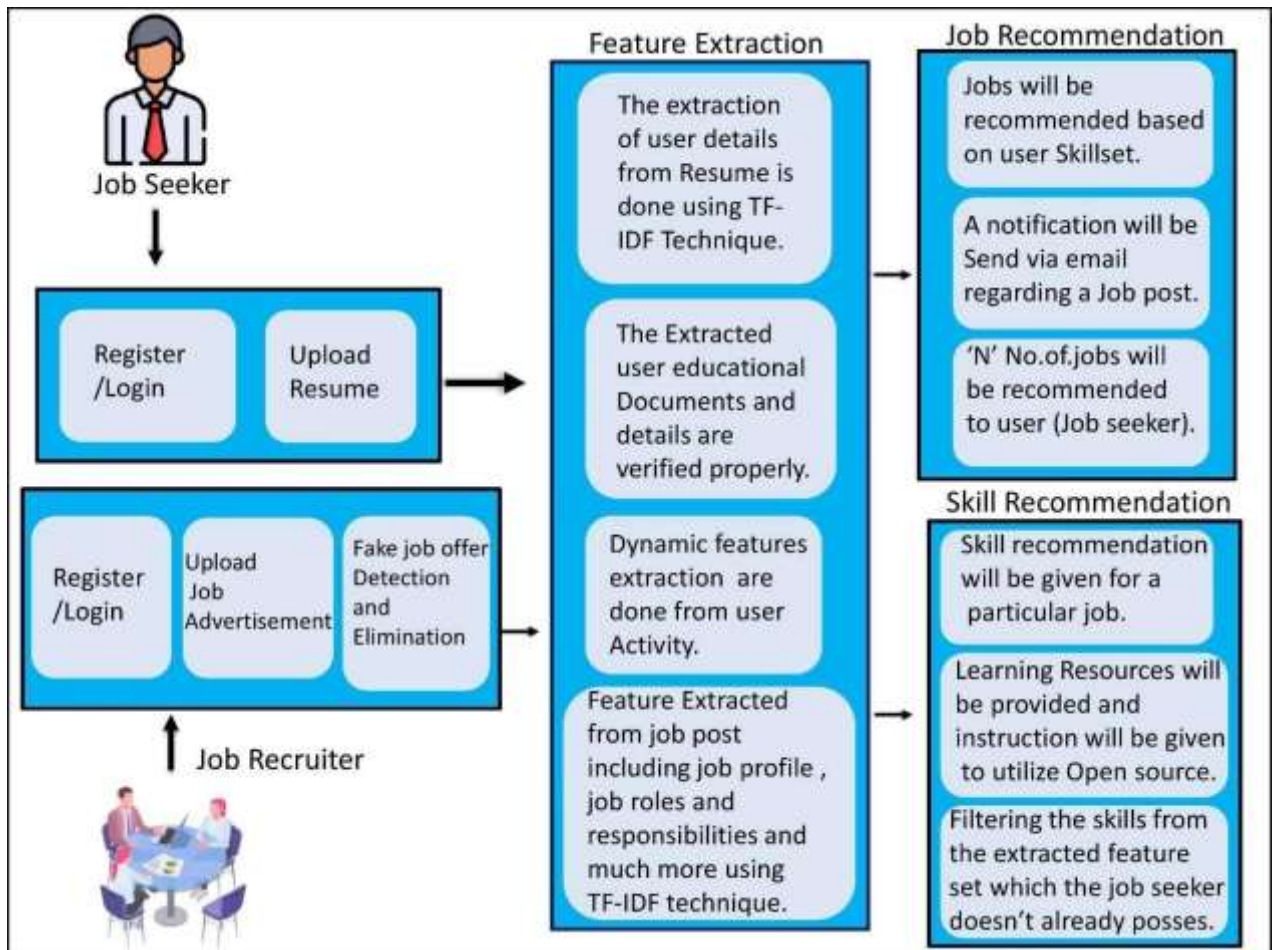 Job Seeker
Register
/Login
Upload
Resume
Register
/Login
Upload
Job
Advertisement
Fake job offer
Detection
and
Elimination
Job Recruiter
Feature Extraction
The extraction
of user details
from Resume is
done using TF-
IDF Technique.
The Extracted
user educational
Documents and
details are
verified properly.
Dynamic features
extraction are
done from user
Activity.
Feature Extracted
from job post
including job profile ,
job roles and
responsibilities and
much more using
TF-IDF technique.
Job Recommendation
Jobs will be
recommended based
on user Skillset.
A notification will be
Send via email
regarding a Job post.
‘N’ No.of.jobs will
be recommended
to user (Job seeker).
Skill Recommendation
Skill recommendation
will be given for a
particular job.
Learning Resources will
be provided and
instruction will be given
to utilize Open source.
Filtering the skills from
the extracted feature
set which the job seeker
doesn’t already posses.